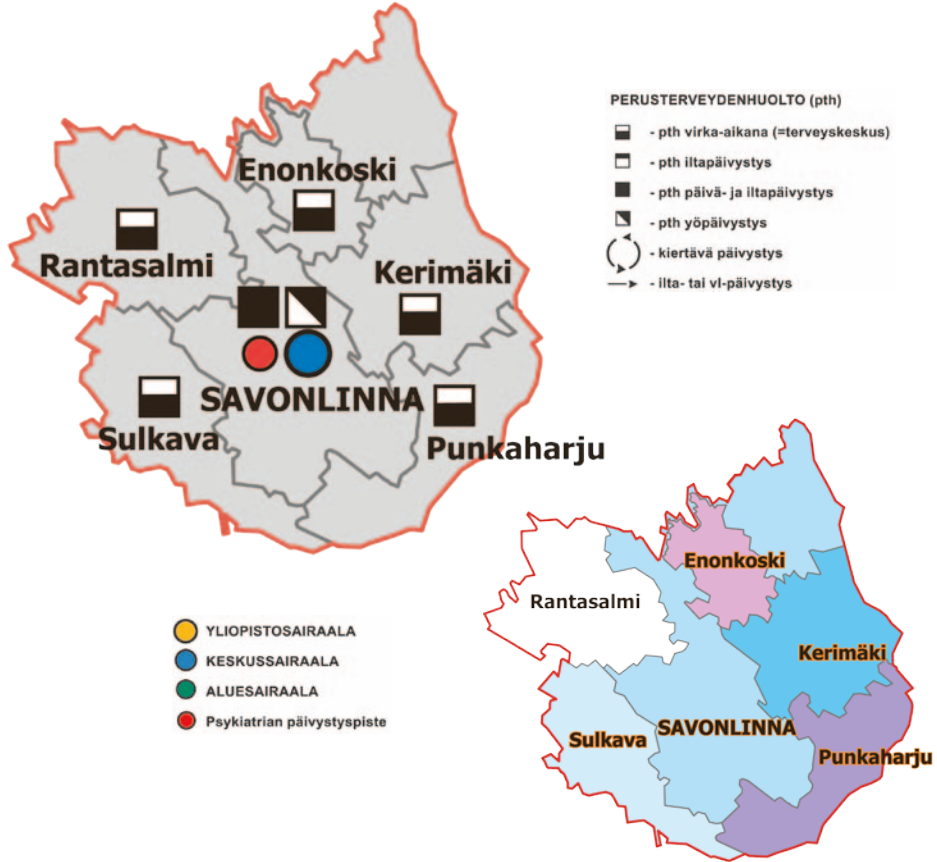 Enonkoski
Rantasalmi
Kerimäki
SAVONLINNA
Sulkava
Punkaharju
PERUSTERVEYDENHUOLTO (pth)
- pth virka-aikana (=terveyskeskus)
- pth iltapäivystys
- pth päivä- ja iltapäivystys
- pth yöpäivystys
- kiertävä päivystys
- ilta- tai vl-päivystys
YLIOPISTOSAIRAALA
KESKUSSAIRAALA
ALUESAIRAALA
Psykiatrian päivystyspiste
Enonkoski
Rantasalmi
Kerimäki
Sulkava
SAVONLINNA
Punkaharju